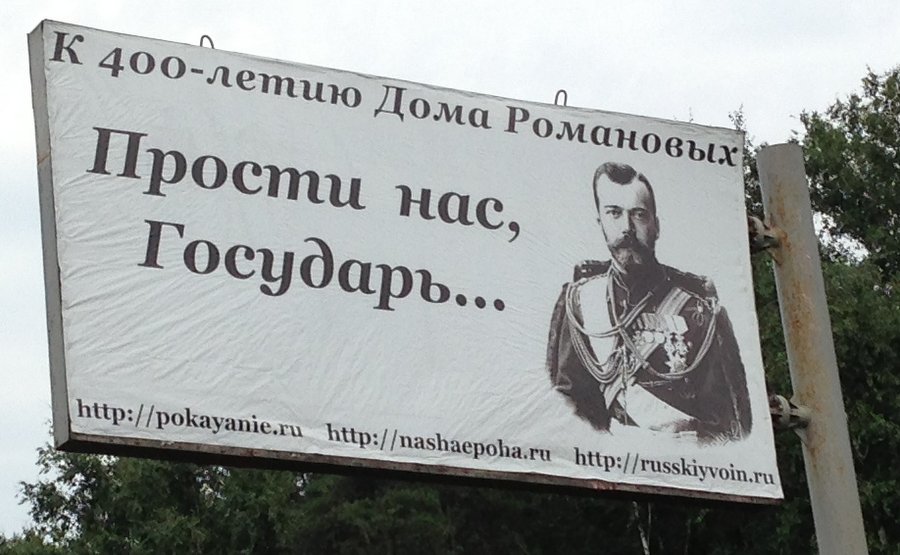 К 400-летию Дома Романовых
Прости нас,
Государь...
http://pokayanie.ru http://nashaepoha.ru http://russkiyvoin.ru